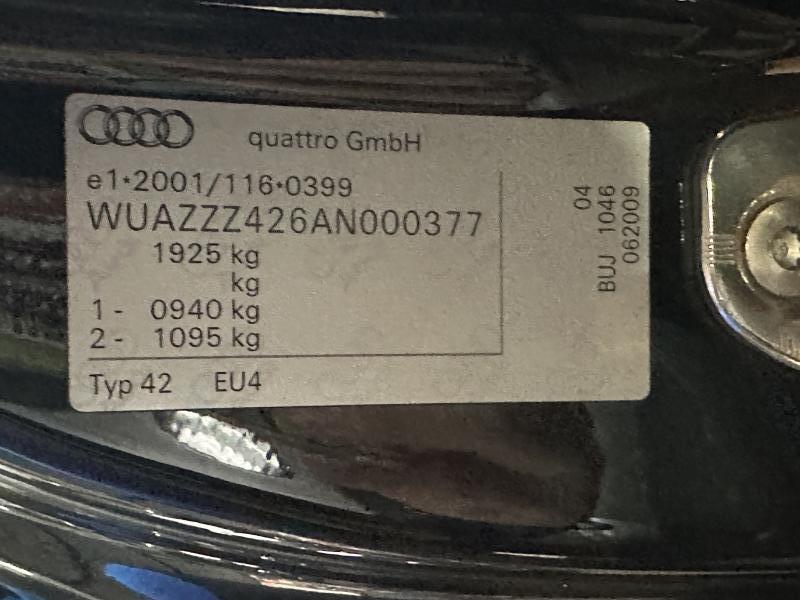 quattro GmbH
e1*2001/116*0399
WUAZZZ426AN000377
1925 kg
kg
1 - 0940 kg
2 - 1095 kg
Typ 42 EU4
04
BUJ 1046
062009